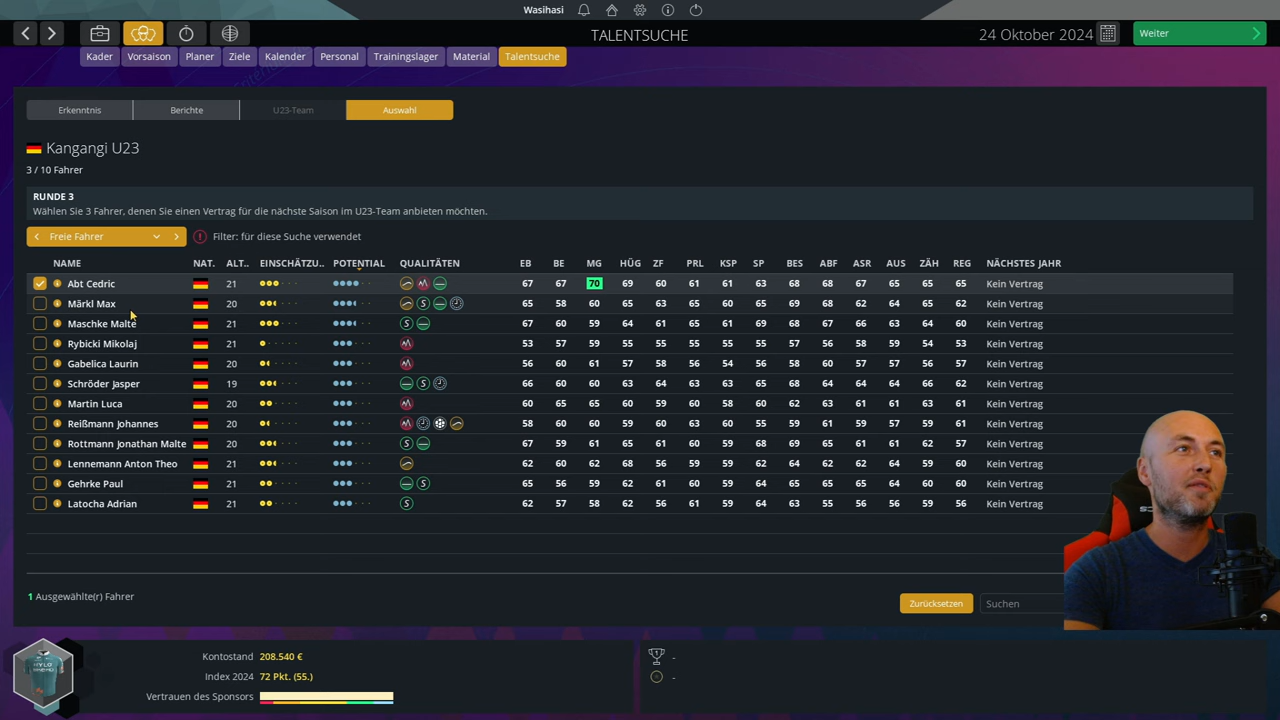 Wasihasi
TALENTSUCHE
24 Oktober 2024
Weiter
Kader Vorsaison Planer Ziele Kalender Personal Trainingslager Material Talentsuche
Erkenntnis Berichte U23-Team Auswahl
Kangangi U23
3 / 10 Fahrer
RUNDE 3
Wählen Sie 3 Fahrer, denen Sie einen Vertrag für die nächste Saison im U23-Team anbieten möchten.
Freie Fahrer Filter: für diese Suche verwendet
NAME NAT. ALT.. EINSCHÄTZU.. POTENTIAL QUALITÄTEN EB BE MG HÜG ZF PRL KSP SP BES ABF ASR AUS ZÄH REG NÄCHSTES JAHR
Abt Cedric 21 67 67 70 69 60 61 61 63 68 68 67 65 65 65 Kein Vertrag
Märkl Max 20 65 58 60 65 63 65 60 65 69 66 65 64 65 62 Kein Vertrag
Maschke Malte 21 67 60 59 64 61 65 61 69 68 67 66 63 64 60 Kein Vertrag
Rybicki Mikolaj 21 53 57 59 55 55 55 55 55 57 56 58 59 54 53 Kein Vertrag
Gabelica Laurin 20 56 60 61 57 58 56 54 56 58 60 57 57 56 57 Kein Vertrag
Schröder Jasper 19 66 60 60 63 64 63 63 65 68 64 64 64 66 62 Kein Vertrag
Martin Luca 20 60 65 65 60 59 60 58 60 62 63 61 61 63 61 Kein Vertrag
Reißmann Johannes 20 58 60 60 59 60 63 60 55 59 61 59 57 59 61 Kein Vertrag
Rottmann Jonathan Malte 20 67 59 61 65 61 60 59 68 69 65 61 61 62 57 Kein Vertrag
Lennemann Anton Theo 21 62 60 62 68 56 59 59 62 64 62 62 64 59 60 Kein Vertrag
Gehrke Paul 21 65 56 59 62 61 60 59 64 65 65 65 64 60 60 Kein Vertrag
Latocha Adrian 21 62 57 58 62 56 61 60 64 63 55 56 56 59 56 Kein Vertrag
1 Ausgewählte(r) Fahrer
Zurücksetzen Suchen
Kontostand 208.540 €
Index 2024 72 Pkt. (55.)
Vertrauen des Sponsors
-
-